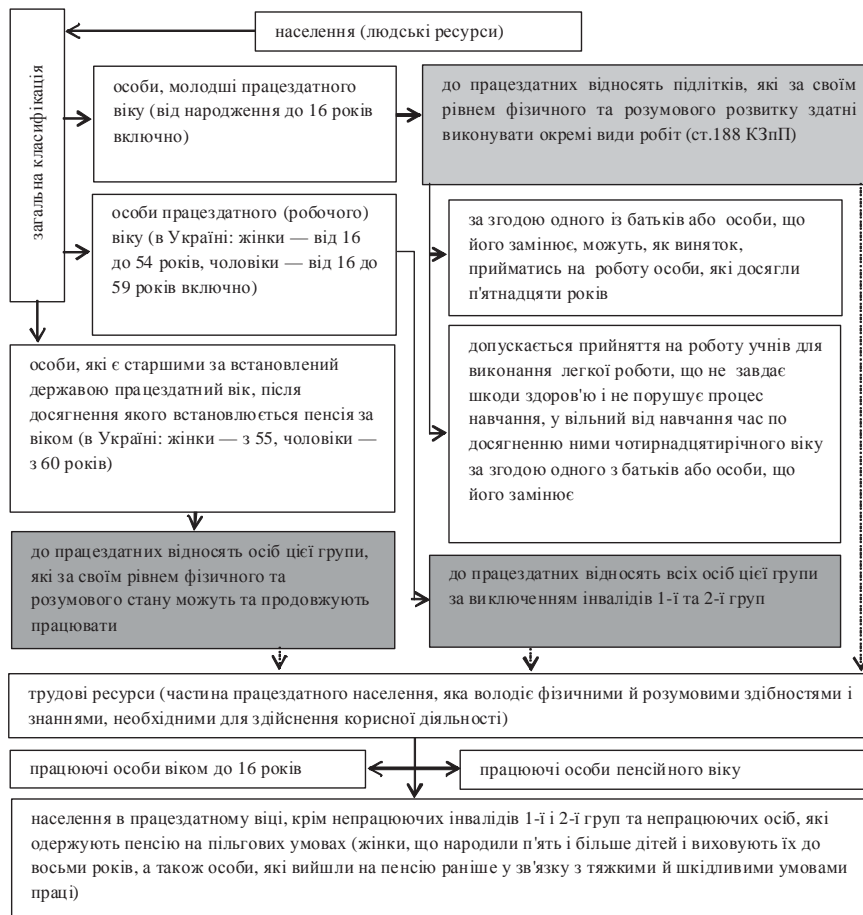 населення (людські ресурси)
загальна класифікація
особи, молодші працездатного
віку (від народження до 16 років
включно)
до працездатних відносять підлітків, які за своїм
рівнем фізичного та розумового розвитку здатні
виконувати окремі види робіт (ст.188 КЗпП)
особи працездатного (робочого)
віку (в Україні: жінки — від 16
до 54 років, чоловіки — від 16 до
59 років включно)
за згодою одного із батьків або особи, що
його замінює, можуть, як виняток,
прийматись на роботу особи, які досягли
п'ятнадцяти років
особи, які є старшими за встановлений
державою працездатний вік, після
досягнення якого встановлюється пенсія за
віком (в Україні: жінки — з 55, чоловіки —
з 60 років)
допускається прийняття на роботу учнів для
виконання легкої роботи, що не завдає
шкоди здоров'ю і не порушує процес
навчання, у вільний від навчання час по
досягненню ними чотирнадцятирічного віку
за згодою одного з батьків або особи, що
його замінює
до працездатних відносять осіб цієї групи,
які за своїм рівнем фізичного та
розумового стану можуть та продовжують
працювати
до працездатних відносять всіх осіб цієї групи
за виключенням інвалідів 1-ї та 2-ї груп
трудові ресурси (частина працездатного населення, яка володіє фізичними й розумовими здібностями і
знаннями, необхідними для здійснення корисної діяльності)
працюючі особи віком до 16 років
працюючі особи пенсійного віку
населення в працездатному віці, крім непрацюючих інвалідів 1-ї і 2-ї груп та непрацюючих осіб, які
одержують пенсію на пільгових умовах (жінки, що народили п'ять і більше дітей і виховують їх до
восьми років, а також особи, які вийшли на пенсію раніше у зв'язку з тяжкими й шкідливими умовами
праці)